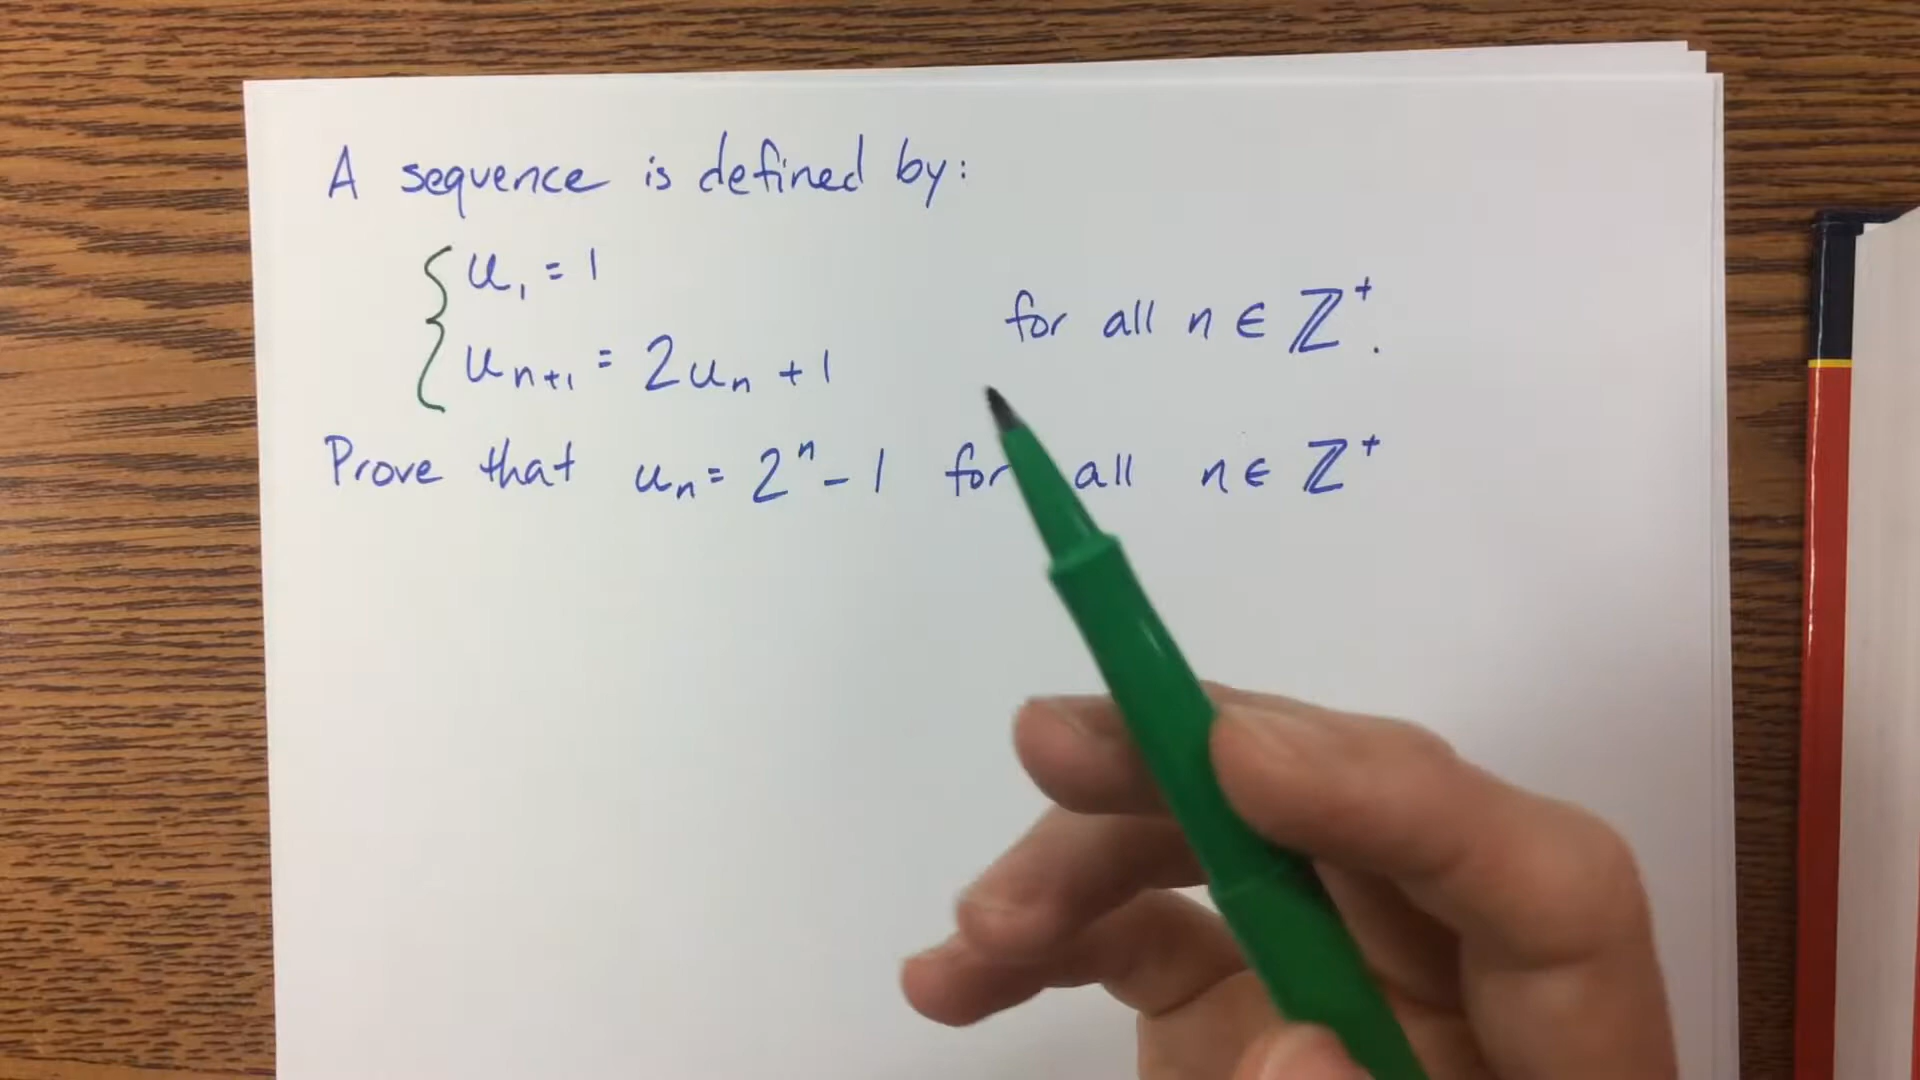 A sequence is defined by:
u₁ = 1
uₙ₊₁ = 2uₙ + 1 for all n ∈ ℤ⁺.
Prove that uₙ = 2ⁿ - 1 for all n ∈ ℤ⁺